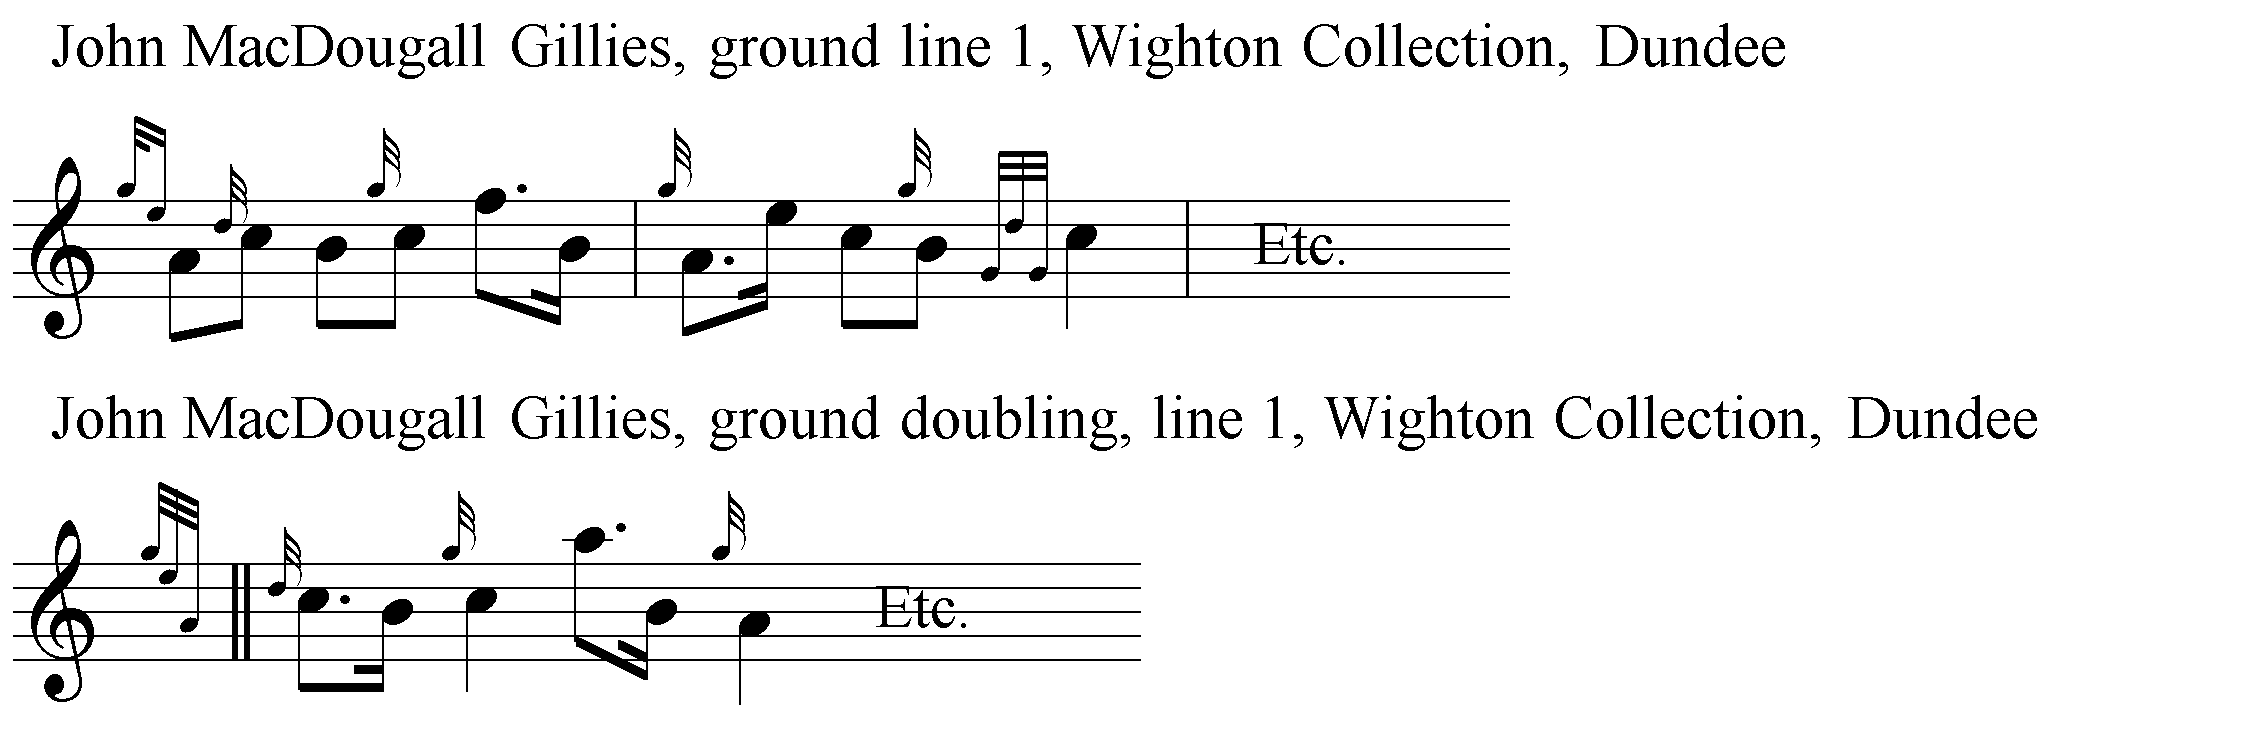 John MacDougall Gillies, ground line 1, Wighton Collection, Dundee
Etc.
John MacDougall Gillies, ground doubling, line 1, Wighton Collection, Dundee
Etc.